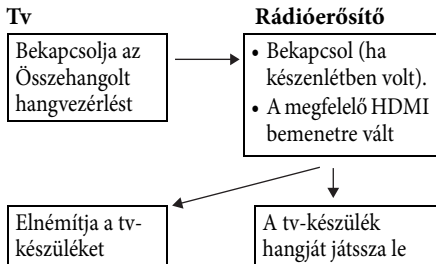 Tv
Rádióerősítő
Bekapcsolja az
Összehangolt
hangvezérlést
• Bekapcsol (ha
készenlétben volt).
• A megfelelő HDMI
bemenetre vált
Elnémítja a tv-
készüléket
A tv-készülék
hangját játssza le